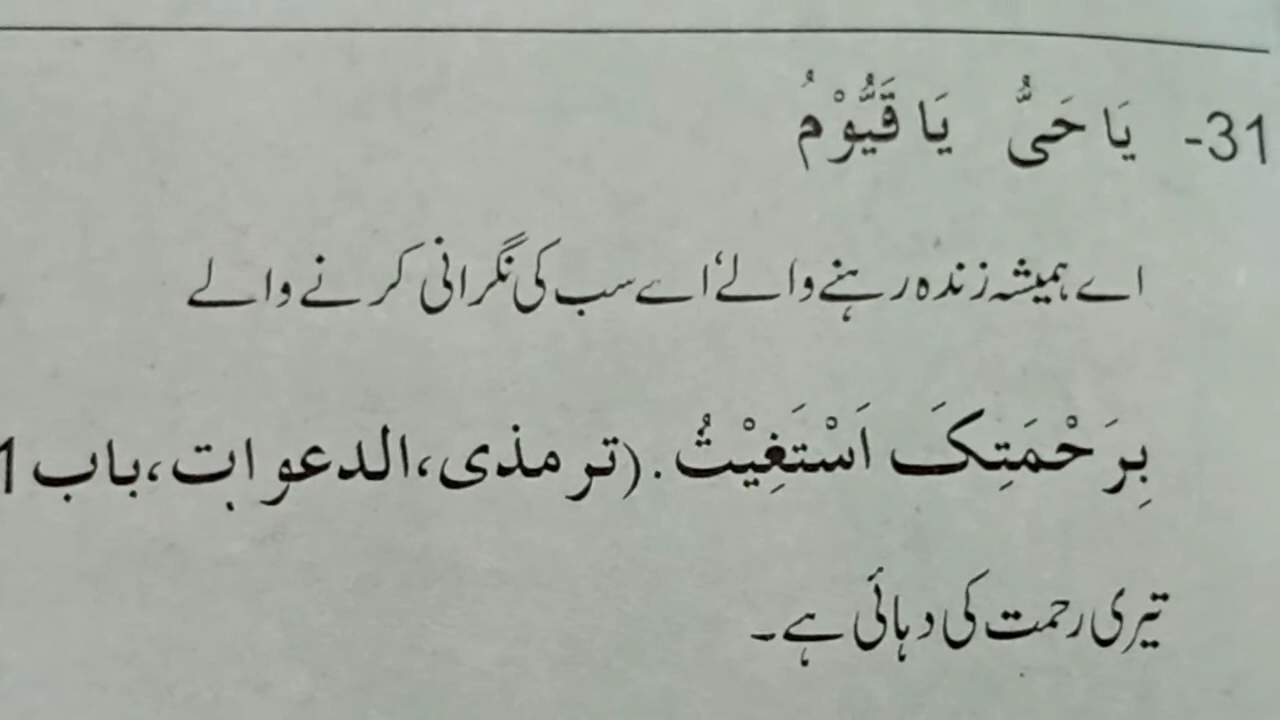 31- يَا حَىُّ يَا قَيُّوْمُ
اے ہمیشہ زندہ رہنے والے‘ اے سب کی نگرانی کرنے والے
بِرَحْمَتِکَ اَسْتَغِيْثُ. (ترمذی،الدعوات،باب 1
تیری رحمت کی دہائی ہے۔